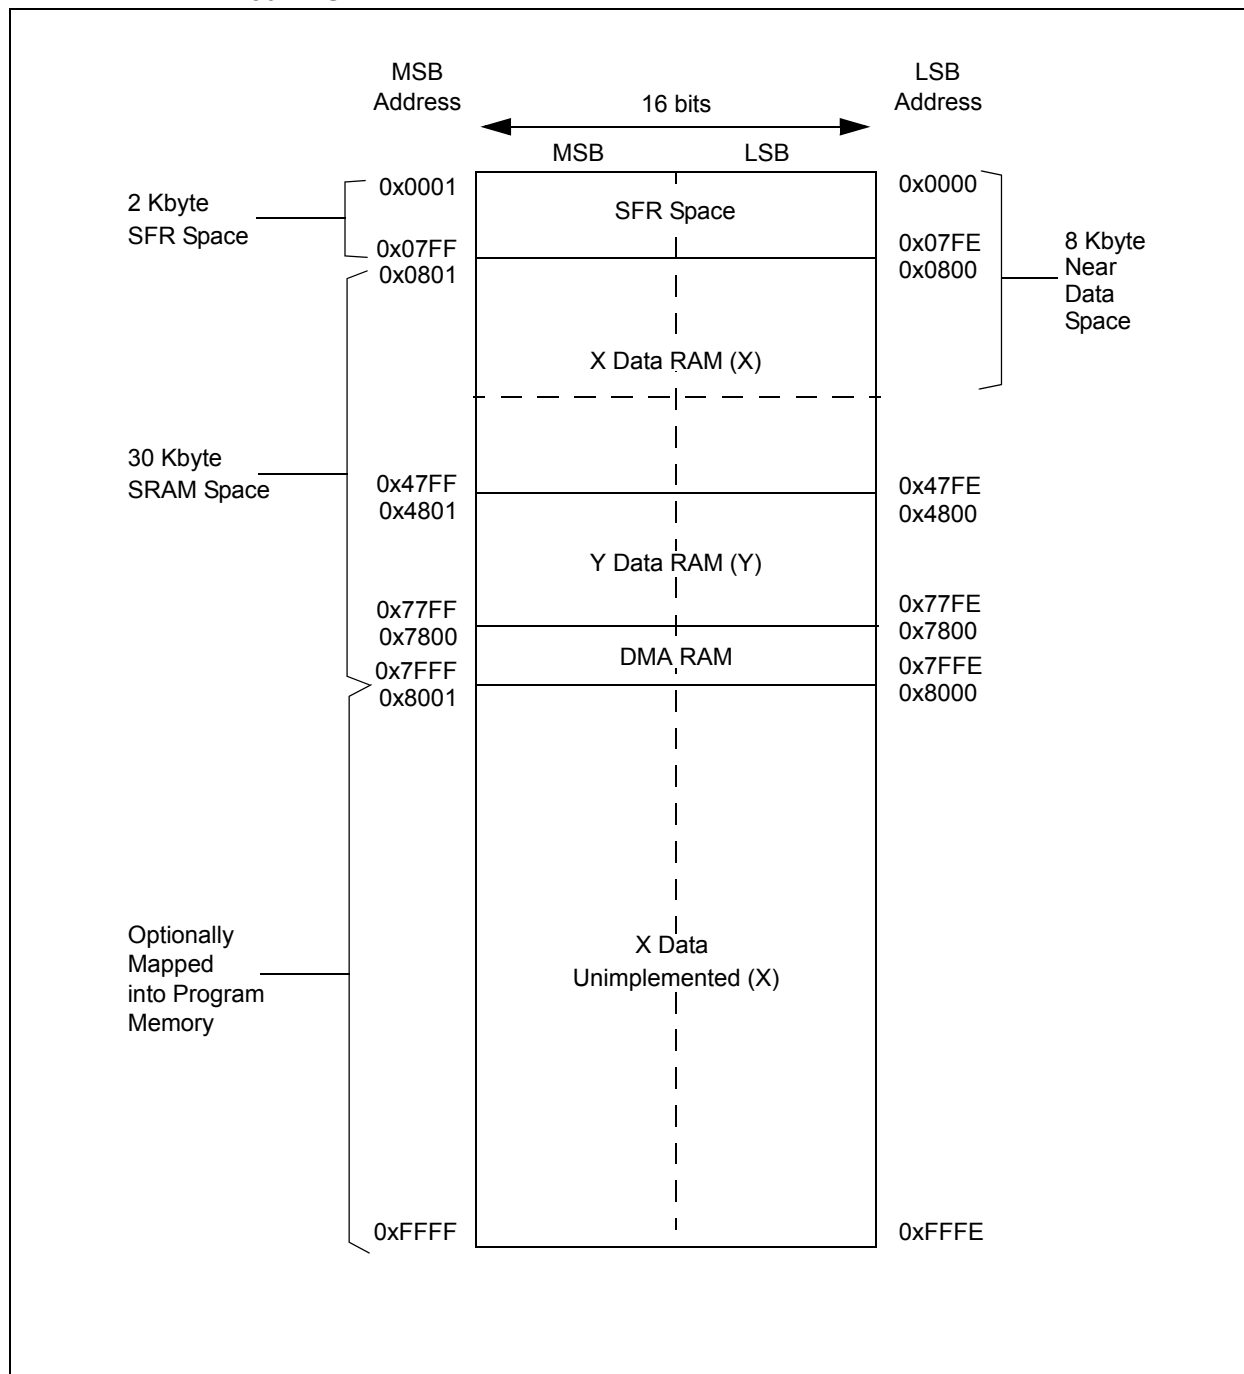 MSB
Address
LSB
Address
16 bits
MSB
LSB
2 Kbyte
SFR Space
0x0001
SFR Space
0x0000
0x07FF
0x07FE
0x0801
0x0800
8 Kbyte
Near
Data
Space
X Data RAM (X)
30 Kbyte
SRAM Space
0x47FF
0x47FE
0x4801
0x4800
Y Data RAM (Y)
0x77FF
0x77FE
0x7800
0x7800
DMA RAM
0x7FFF
0x7FFE
0x8001
0x8000
Optionally
Mapped
into Program
Memory
X Data
Unimplemented (X)
0xFFFF
0xFFFE